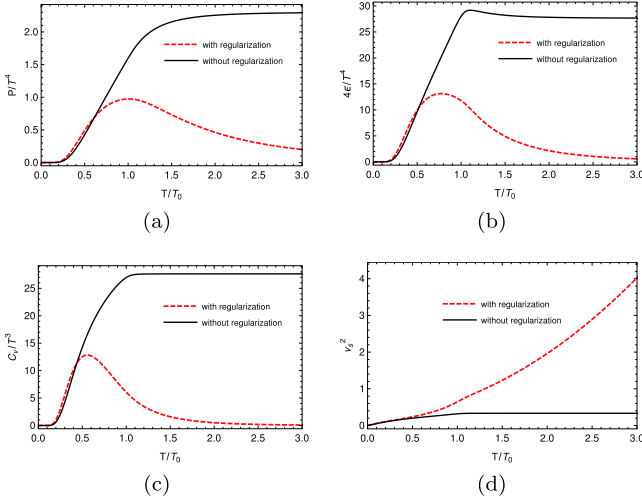 P/T⁴
2.0
1.5
1.0
0.5
0.0
0.0 0.5 1.0 1.5 2.0 2.5 3.0
T/T₀
with regularization
without regularization
(a)
4ϵ/T⁴
30
25
20
15
10
5
0
0.0 0.5 1.0 1.5 2.0 2.5 3.0
T/T₀
with regularization
without regularization
(b)
Cᵥ/T³
25
20
15
10
5
0
0.0 0.5 1.0 1.5 2.0 2.5 3.0
T/T₀
with regularization
without regularization
(c)
vₛ²
4
3
2
1
0
0.0 0.5 1.0 1.5 2.0 2.5 3.0
T/T₀
with regularization
without regularization
(d)